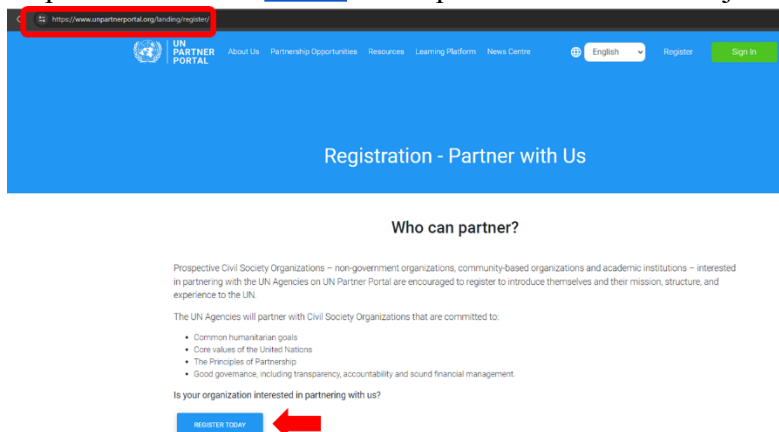 https://www.unpartnerportal.org/landing/register/
UN
PARTNER
PORTAL
About Us Partnership Opportunities Resources Learning Platform News Centre English Register Sign In
Registration - Partner with Us
Who can partner?
Prospective Civil Society Organizations – non-government organizations, community-based organizations and academic institutions – interested
in partnering with the UN Agencies on UN Partner Portal are encouraged to register to introduce themselves and their mission, structure, and
experience to the UN.
The UN Agencies will partner with Civil Society Organizations that are committed to:
• Common humanitarian goals
• Core values of the United Nations
• The Principles of Partnership
• Good governance, including transparency, accountability and sound financial management.
Is your organization interested in partnering with us?
REGISTER TODAY